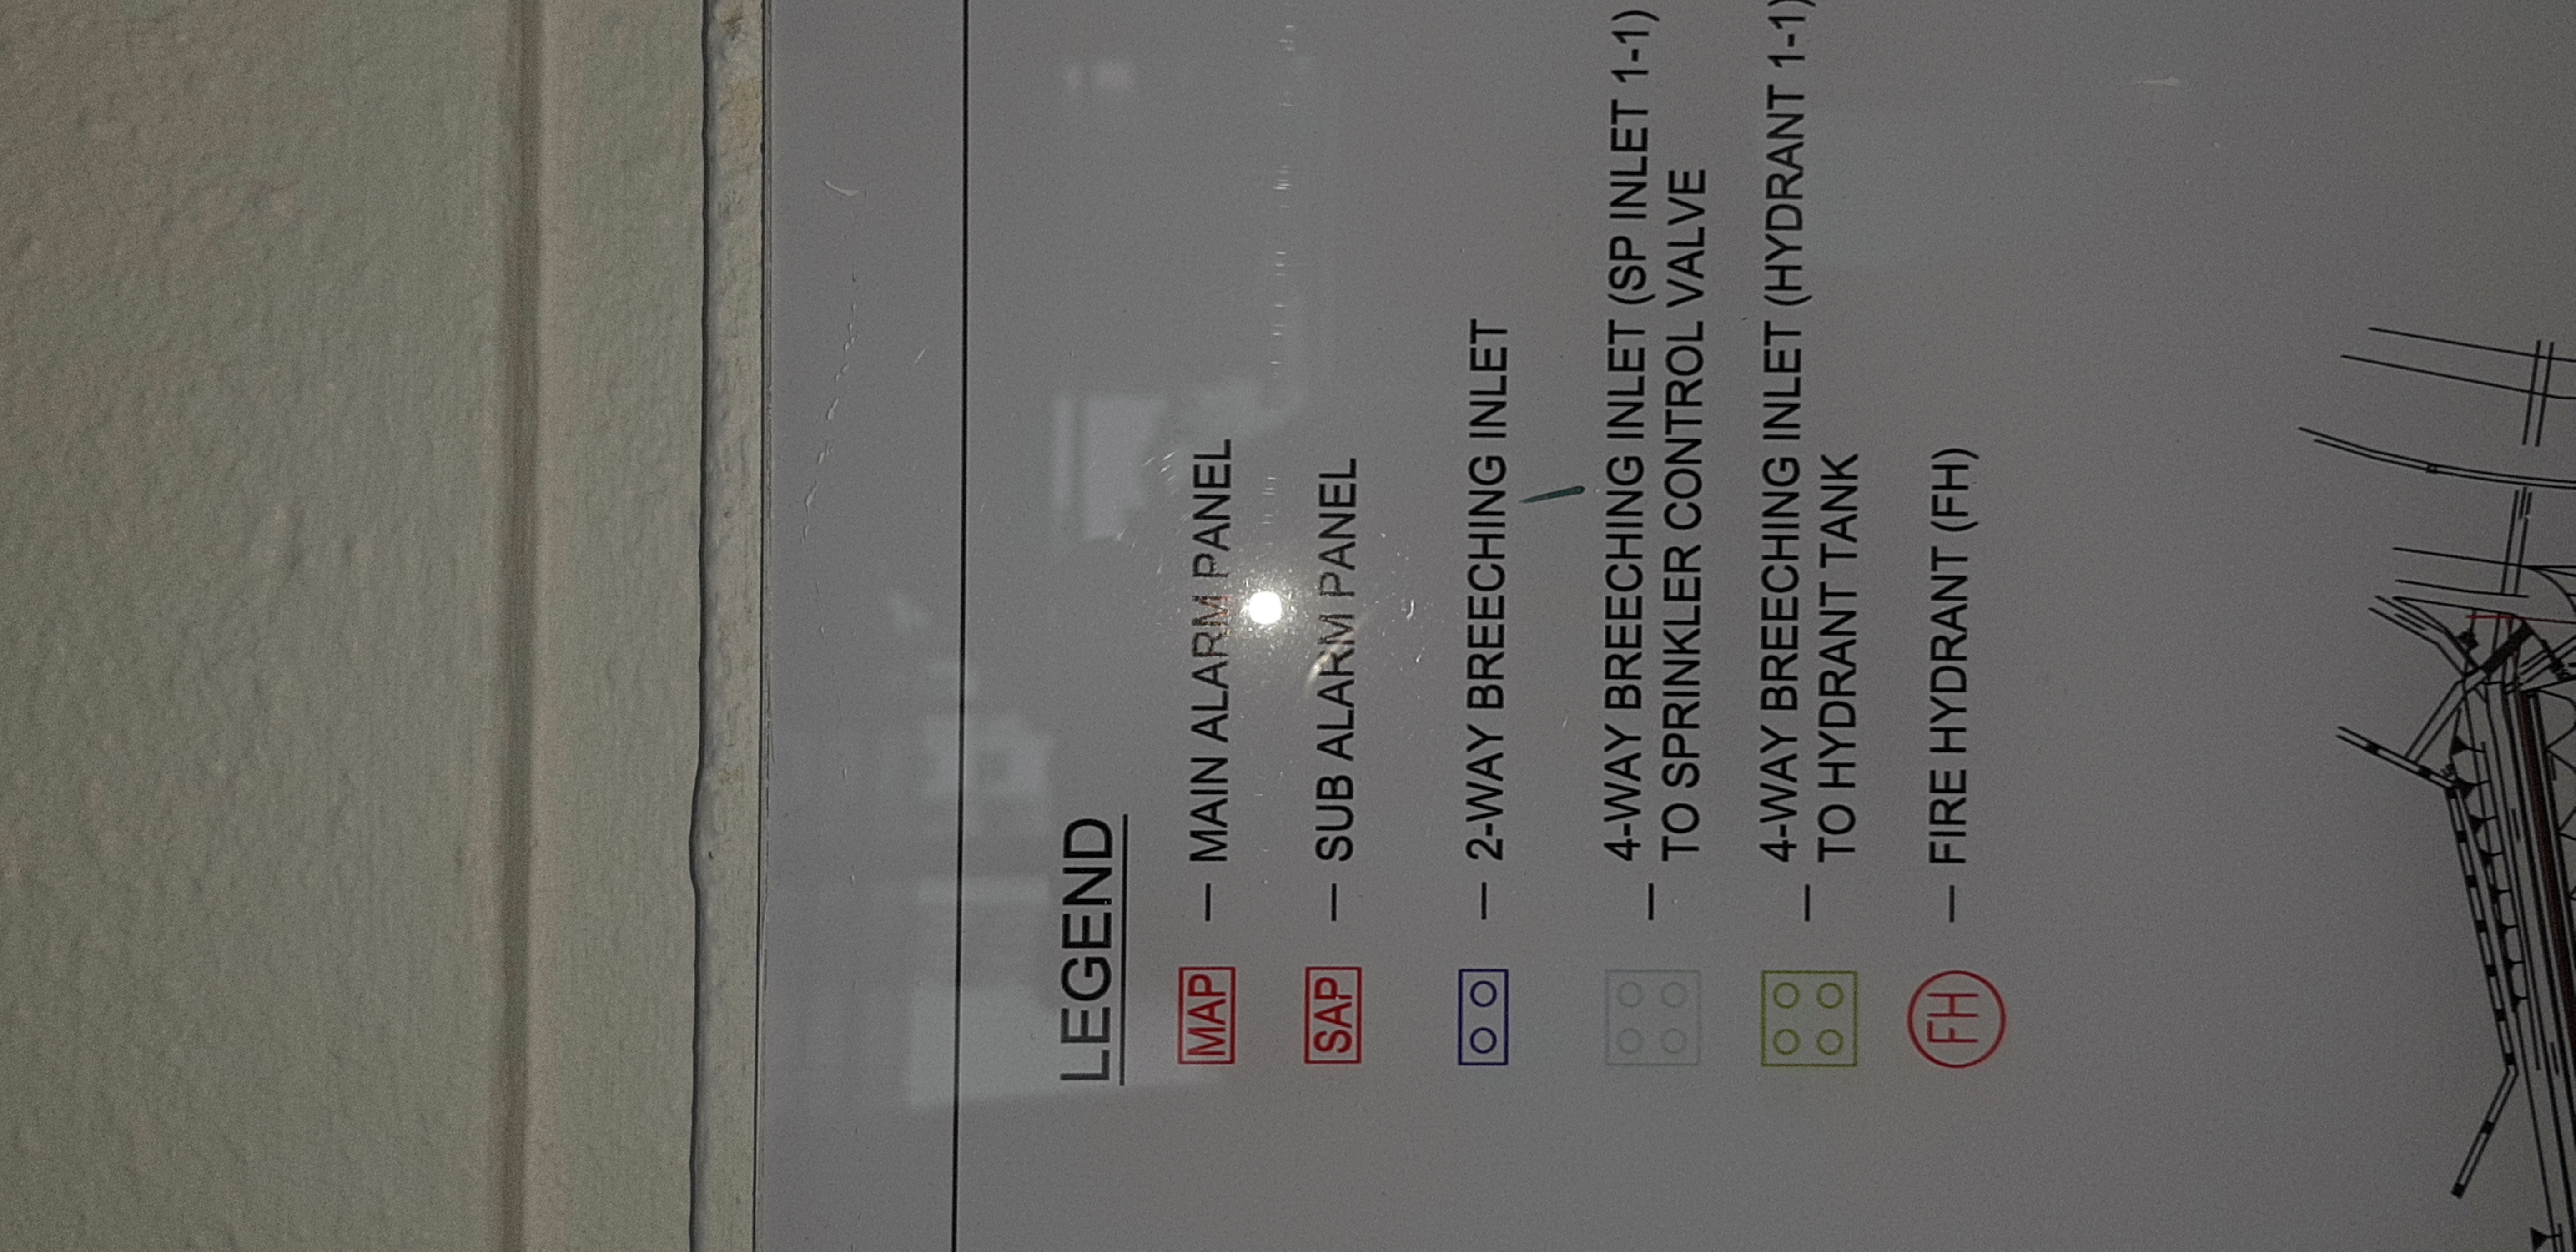 LEGEND
MAP — MAIN ALARM PANEL
SAP — SUB ALARM PANEL
— 2-WAY BREECHING INLET
— 4-WAY BREECHING INLET (SP INLET 1-1)
TO SPRINKLER CONTROL VALVE
— 4-WAY BREECHING INLET (HYDRANT 1-1)
TO HYDRANT TANK
FH — FIRE HYDRANT (FH)